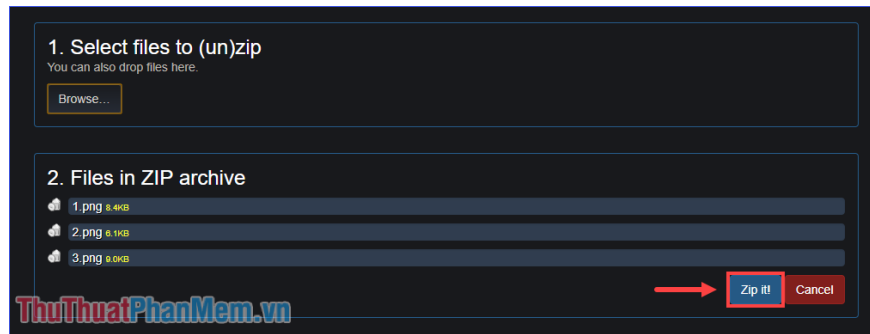 1. Select files to (un)zip
You can also drop files here.
Browse...
2. Files in ZIP archive
1.png 8.4KB
2.png 6.1KB
3.png 9.0KB
Zip it! Cancel
ThuThuatPhanMem.vn